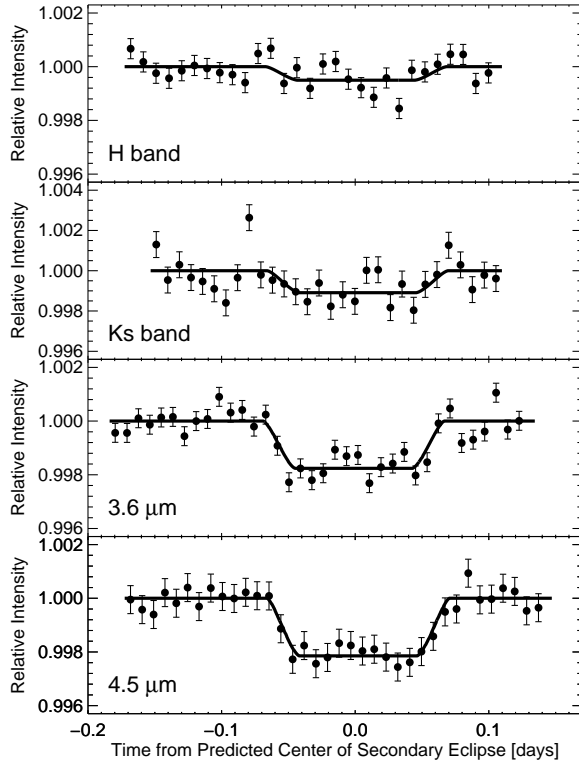 1.002
1.000
0.998
0.996
Relative Intensity
H band
1.004
1.002
1.000
0.998
0.996
Relative Intensity
Ks band
1.002
1.000
0.998
0.996
Relative Intensity
3.6 μm
1.002
1.000
0.998
0.996
Relative Intensity
4.5 μm
−0.2 −0.1 0.0 0.1
Time from Predicted Center of Secondary Eclipse [days]